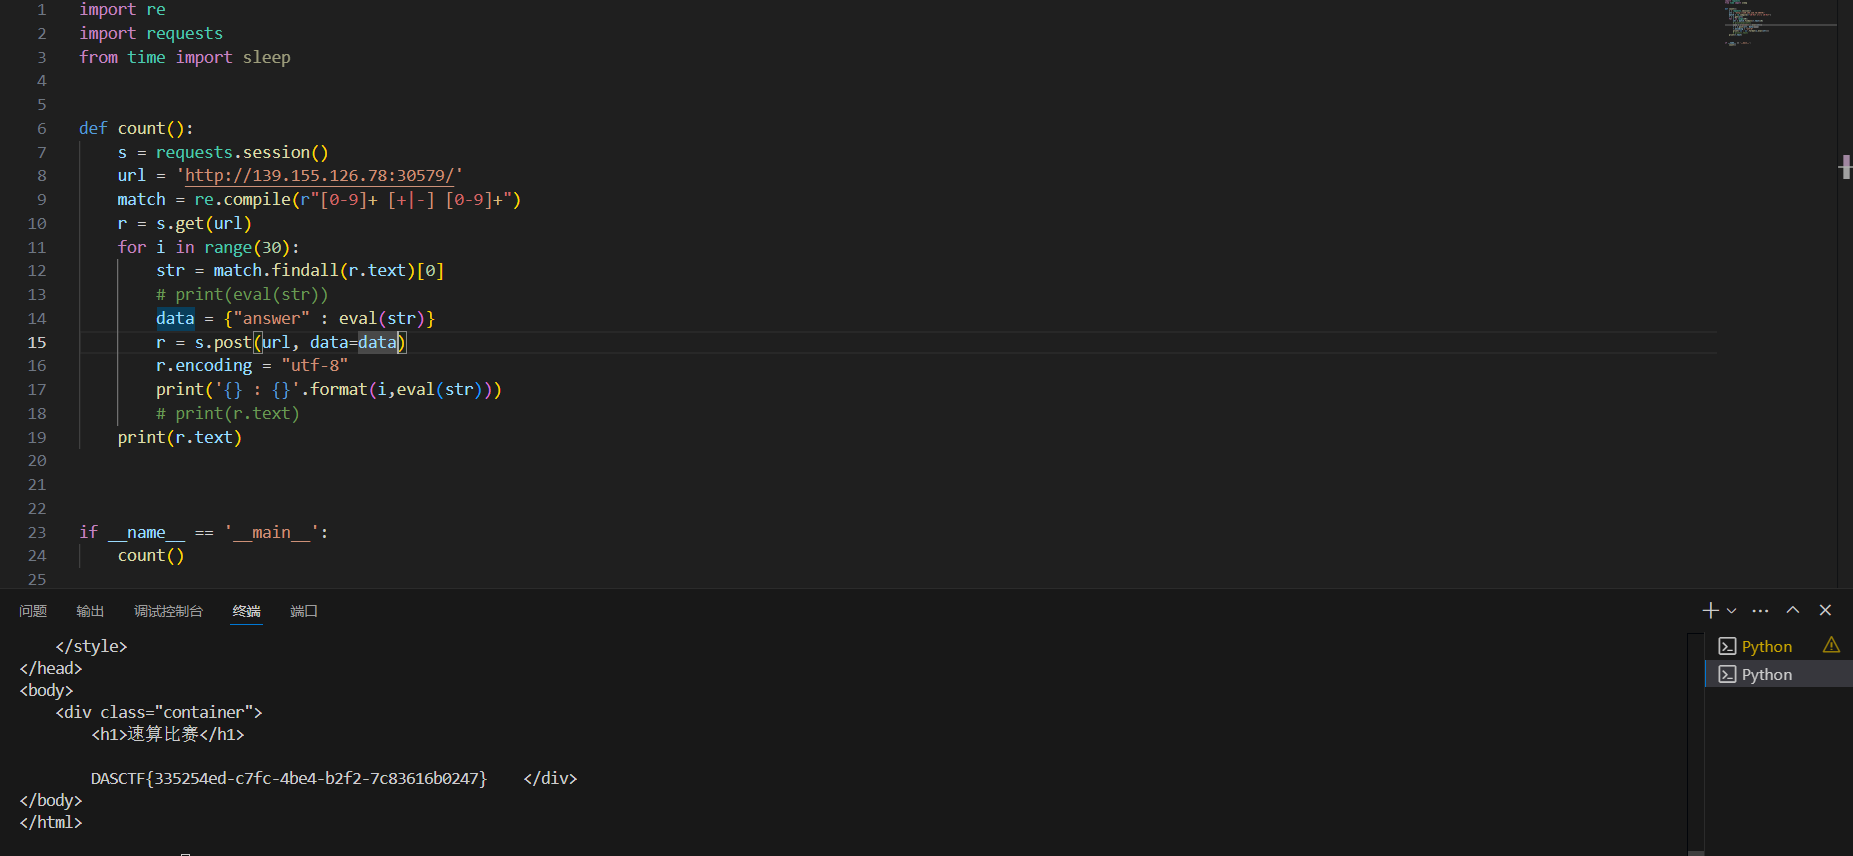 1 import re
2 import requests
3 from time import sleep
4
5
6 def count():
7     s = requests.session()
8     url = 'http://139.155.126.78:30579/'
9     match = re.compile(r"[0-9]+ [+|-] [0-9]+")
10     r = s.get(url)
11     for i in range(30):
12         str = match.findall(r.text)[0]
13         # print(eval(str))
14         data = {"answer" : eval(str)}
15         r = s.post(url, data=data)
16         r.encoding = "utf-8"
17         print('{} : {}'.format(i,eval(str)))
18         # print(r.text)
19     print(r.text)
20
21
22
23 if __name__ == '__main__':
24     count()
25
问题 输出 调试控制台 终端 端口
    </style>
</head>
<body>
    <div class="container">
        <h1>速算比赛</h1>

        DASCTF{335254ed-c7fc-4be4-b2f2-7c83616b0247}    </div>
</body>
</html>
Python
Python